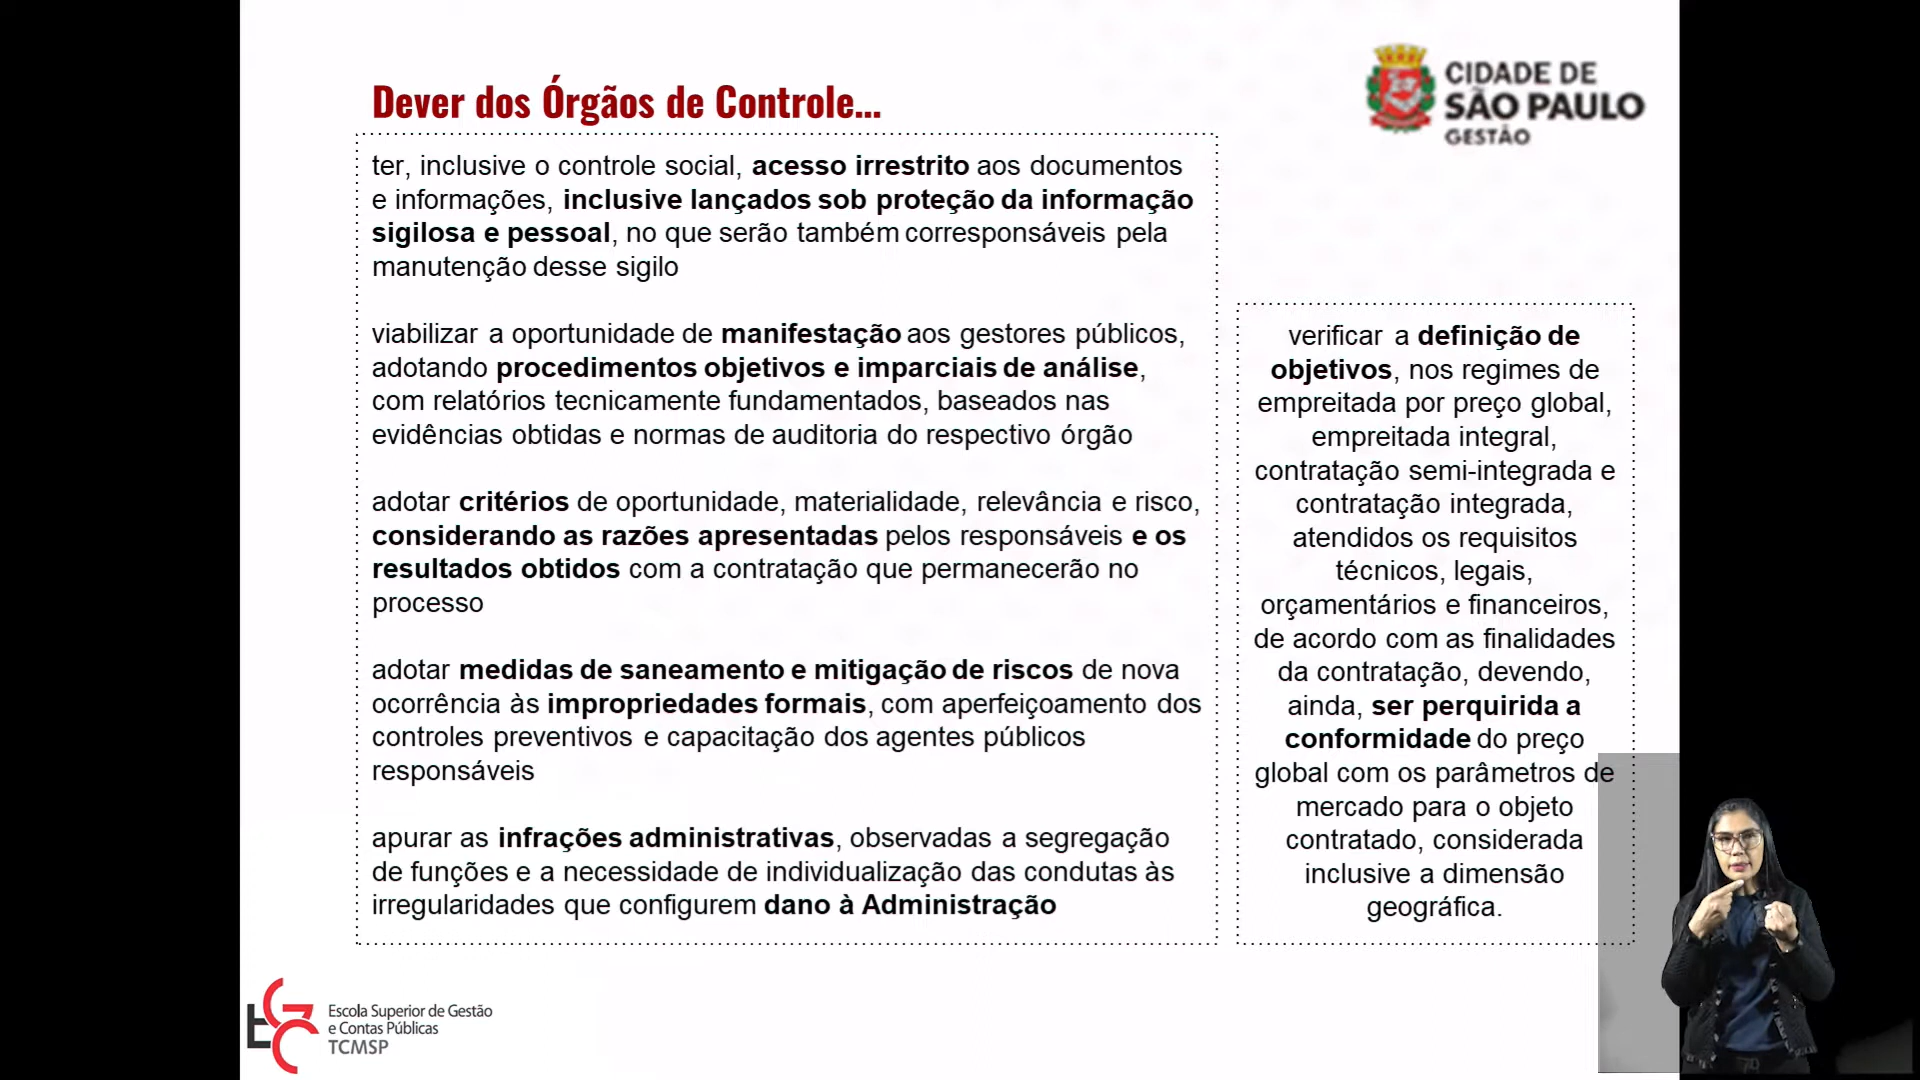 Dever dos Órgãos de Controle...
CIDADE DE
SÃO PAULO
GESTÃO
ter, inclusive o controle social, acesso irrestrito aos documentos
e informações, inclusive lançados sob proteção da informação
sigilosa e pessoal, no que serão também corresponsáveis pela
manutenção desse sigilo
viabilizar a oportunidade de manifestação aos gestores públicos,
adotando procedimentos objetivos e imparciais de análise,
com relatórios tecnicamente fundamentados, baseados nas
evidências obtidas e normas de auditoria do respectivo órgão
adotar critérios de oportunidade, materialidade, relevância e risco,
considerando as razões apresentadas pelos responsáveis e os
resultados obtidos com a contratação que permanecerão no
processo
adotar medidas de saneamento e mitigação de riscos de nova
ocorrência às impropriedades formais, com aperfeiçoamento dos
controles preventivos e capacitação dos agentes públicos
responsáveis
apurar as infrações administrativas, observadas a segregação
de funções e a necessidade de individualização das condutas às
irregularidades que configurem dano à Administração
verificar a definição de
objetivos, nos regimes de
empreitada por preço global,
empreitada integral,
contratação semi-integrada e
contratação integrada,
atendidos os requisitos
técnicos, legais,
orçamentários e financeiros,
de acordo com as finalidades
da contratação, devendo,
ainda, ser perquirida a
conformidade do preço
global com os parâmetros de
mercado para o objeto
contratado, considerada
inclusive a dimensão
geográfica.
EGC
Escola Superior de Gestão
e Contas Públicas
TCMSP